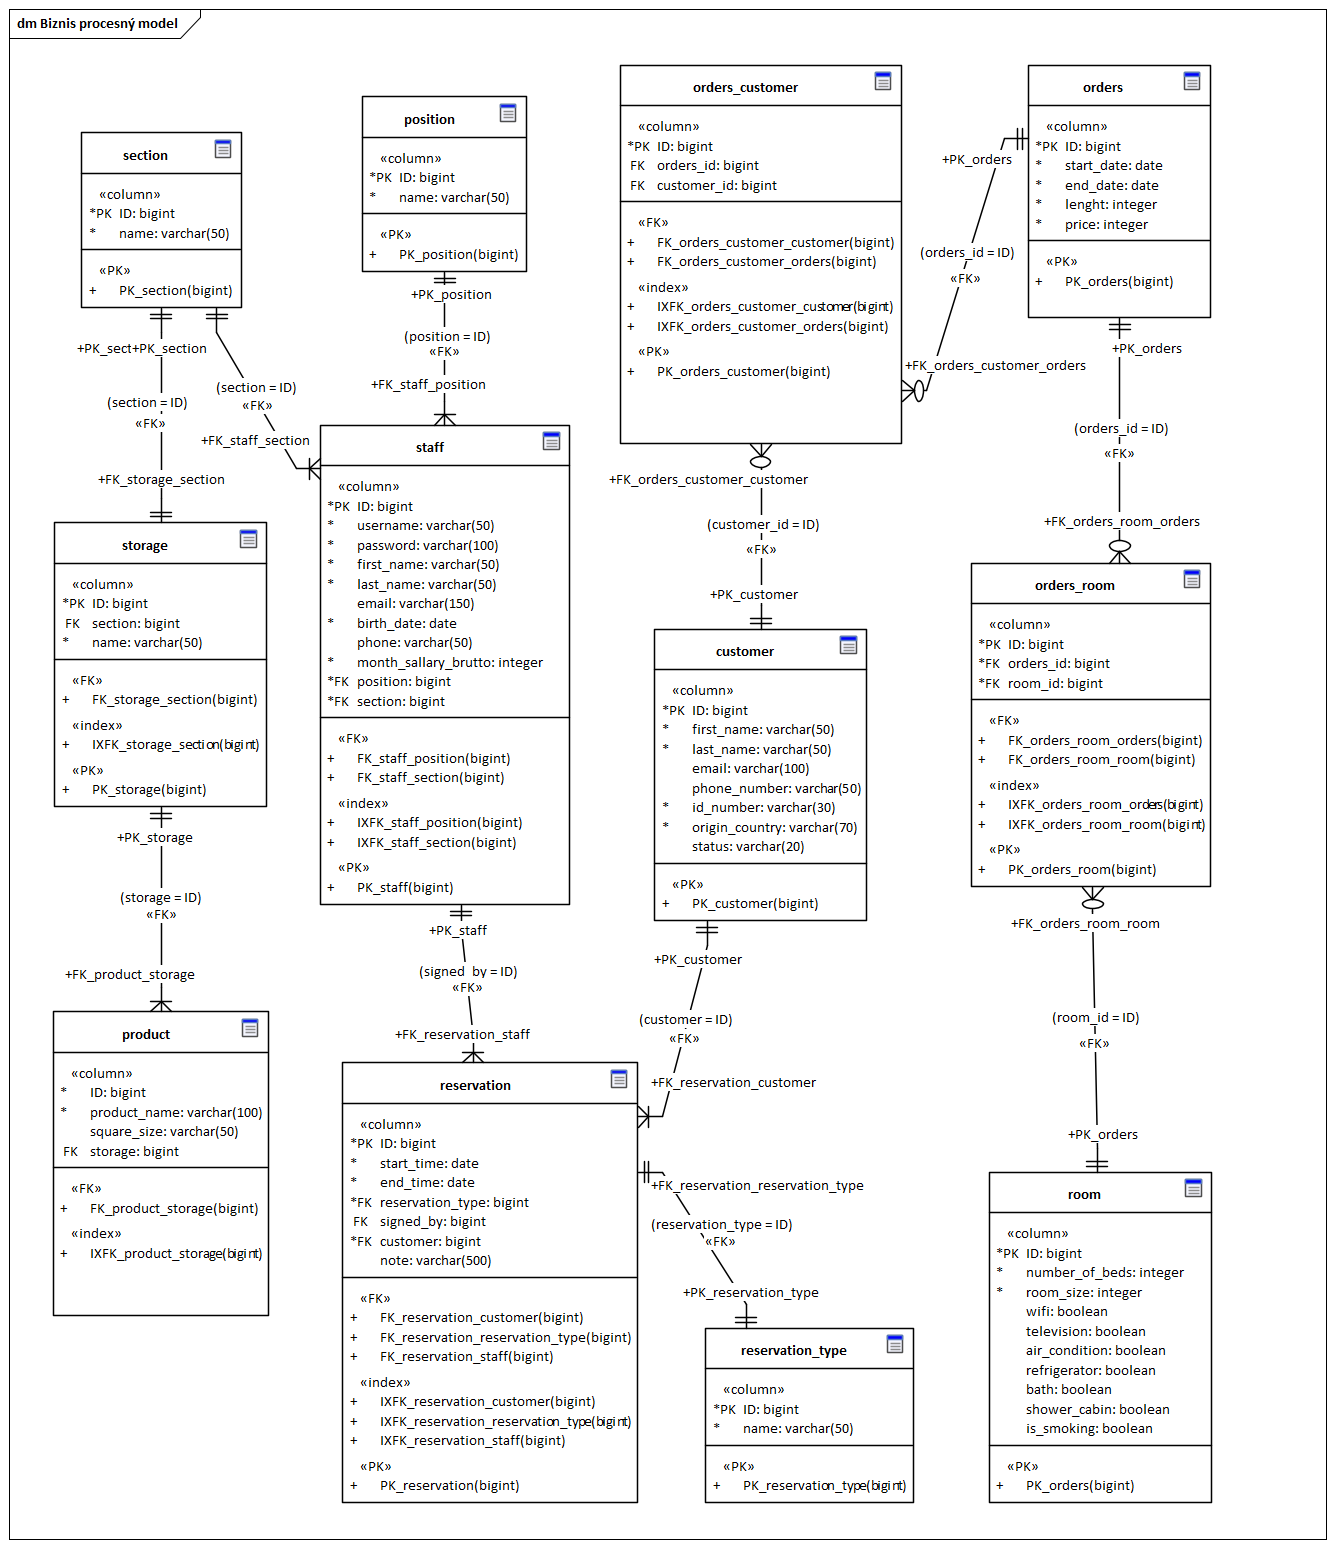 dm Biznis procesný model
section
«column»
*PK ID: bigint
* name: varchar(50)
«PK»
+ PK_section(bigint)
position
«column»
*PK ID: bigint
* name: varchar(50)
«PK»
+ PK_position(bigint)
orders_customer
«column»
*PK ID: bigint
FK orders_id: bigint
FK customer_id: bigint
«FK»
+ FK_orders_customer_customer(bigint)
+ FK_orders_customer_orders(bigint)
«index»
+ IXFK_orders_customer_customer(bigint)
+ IXFK_orders_customer_orders(bigint)
«PK»
+ PK_orders_customer(bigint)
orders
«column»
*PK ID: bigint
* start_date: date
* end_date: date
* lenght: integer
* price: integer
«PK»
+ PK_orders(bigint)
+PK_orders
(orders_id = ID)
«FK»
+FK_orders_customer_orders
+PK_sect+PK_section
(section = ID)
«FK»
+FK_storage_section
(section = ID)
«FK»
+FK_staff_section
+PK_position
(position = ID)
«FK»
+FK_staff_position
+PK_orders
(orders_id = ID)
«FK»
+FK_orders_room_orders
+FK_orders_customer_customer
(customer_id = ID)
«FK»
+PK_customer
storage
«column»
*PK ID: bigint
FK section: bigint
* name: varchar(50)
«FK»
+ FK_storage_section(bigint)
«index»
+ IXFK_storage_section(bigint)
«PK»
+ PK_storage(bigint)
staff
«column»
*PK ID: bigint
* username: varchar(50)
* password: varchar(100)
* first_name: varchar(50)
* last_name: varchar(50)
email: varchar(150)
* birth_date: date
phone: varchar(50)
* month_sallary_brutto: integer
*FK position: bigint
*FK section: bigint
«FK»
+ FK_staff_position(bigint)
+ FK_staff_section(bigint)
«index»
+ IXFK_staff_position(bigint)
+ IXFK_staff_section(bigint)
«PK»
+ PK_staff(bigint)
customer
«column»
*PK ID: bigint
* first_name: varchar(50)
* last_name: varchar(50)
email: varchar(100)
phone_number: varchar(50)
* id_number: varchar(30)
* origin_country: varchar(70)
status: varchar(20)
«PK»
+ PK_customer(bigint)
orders_room
«column»
*PK ID: bigint
*FK orders_id: bigint
*FK room_id: bigint
«FK»
+ FK_orders_room_orders(bigint)
+ FK_orders_room_room(bigint)
«index»
+ IXFK_orders_room_orders(bigint)
+ IXFK_orders_room_room(bigint)
«PK»
+ PK_orders_room(bigint)
+PK_storage
(storage = ID)
«FK»
+FK_product_storage
+PK_staff
(signed_by = ID)
«FK»
+FK_reservation_staff
+PK_customer
(customer = ID)
«FK»
+FK_reservation_customer
+FK_orders_room_room
(room_id = ID)
«FK»
+PK_orders
product
«column»
* ID: bigint
* product_name: varchar(100)
square_size: varchar(50)
FK storage: bigint
«FK»
+ FK_product_storage(bigint)
«index»
+ IXFK_product_storage(bigint)
reservation
«column»
*PK ID: bigint
* start_time: date
* end_time: date
*FK reservation_type: bigint
FK signed_by: bigint
*FK customer: bigint
note: varchar(500)
«FK»
+ FK_reservation_customer(bigint)
+ FK_reservation_reservation_type(bigint)
+ FK_reservation_staff(bigint)
«index»
+ IXFK_reservation_customer(bigint)
+ IXFK_reservation_reservation_type(bigint)
+ IXFK_reservation_staff(bigint)
«PK»
+ PK_reservation(bigint)
+FK_reservation_reservation_type
(reservation_type = ID)
«FK»
+PK_reservation_type
reservation_type
«column»
*PK ID: bigint
* name: varchar(50)
«PK»
+ PK_reservation_type(bigint)
room
«column»
*PK ID: bigint
* number_of_beds: integer
* room_size: integer
wifi: boolean
television: boolean
air_condition: boolean
refrigerator: boolean
bath: boolean
shower_cabin: boolean
is_smoking: boolean
«PK»
+ PK_orders(bigint)